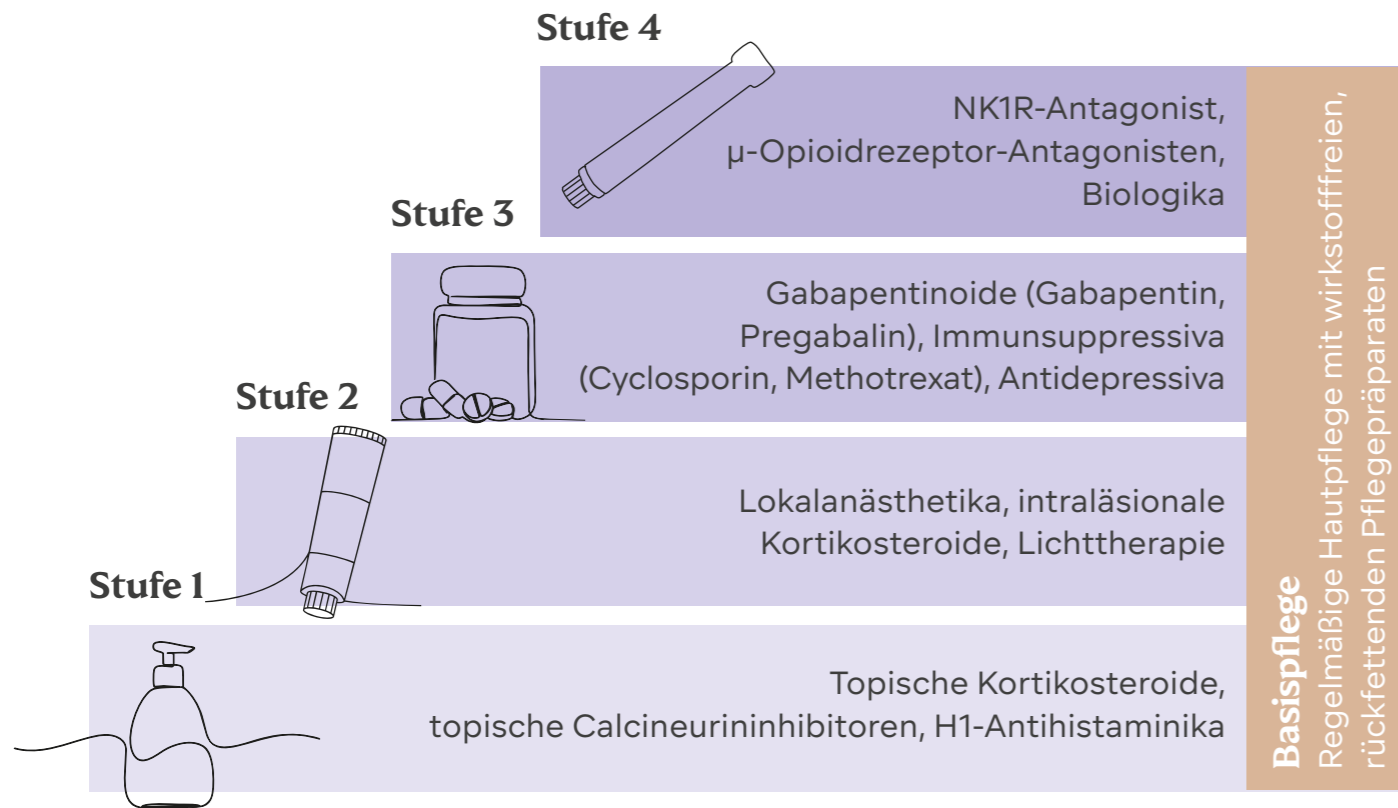 Stufe 4
NK1R-Antagonist,
µ-Opioidrezeptor-Antagonisten,
Biologika
Stufe 3
Gabapentinoide (Gabapentin,
Pregabalin), Immunsuppressiva
(Cyclosporin, Methotrexat), Antidepressiva
Stufe 2
Lokalanästhetika, intraläsionale
Kortikosteroide, Lichttherapie
Stufe 1
Topische Kortikosteroide,
topische Calcineurininhibitoren, H1-Antihistaminika
Basispflege
Regelmäßige Hautpflege mit wirkstofffreien,
rückfettenden Pflegepräparaten